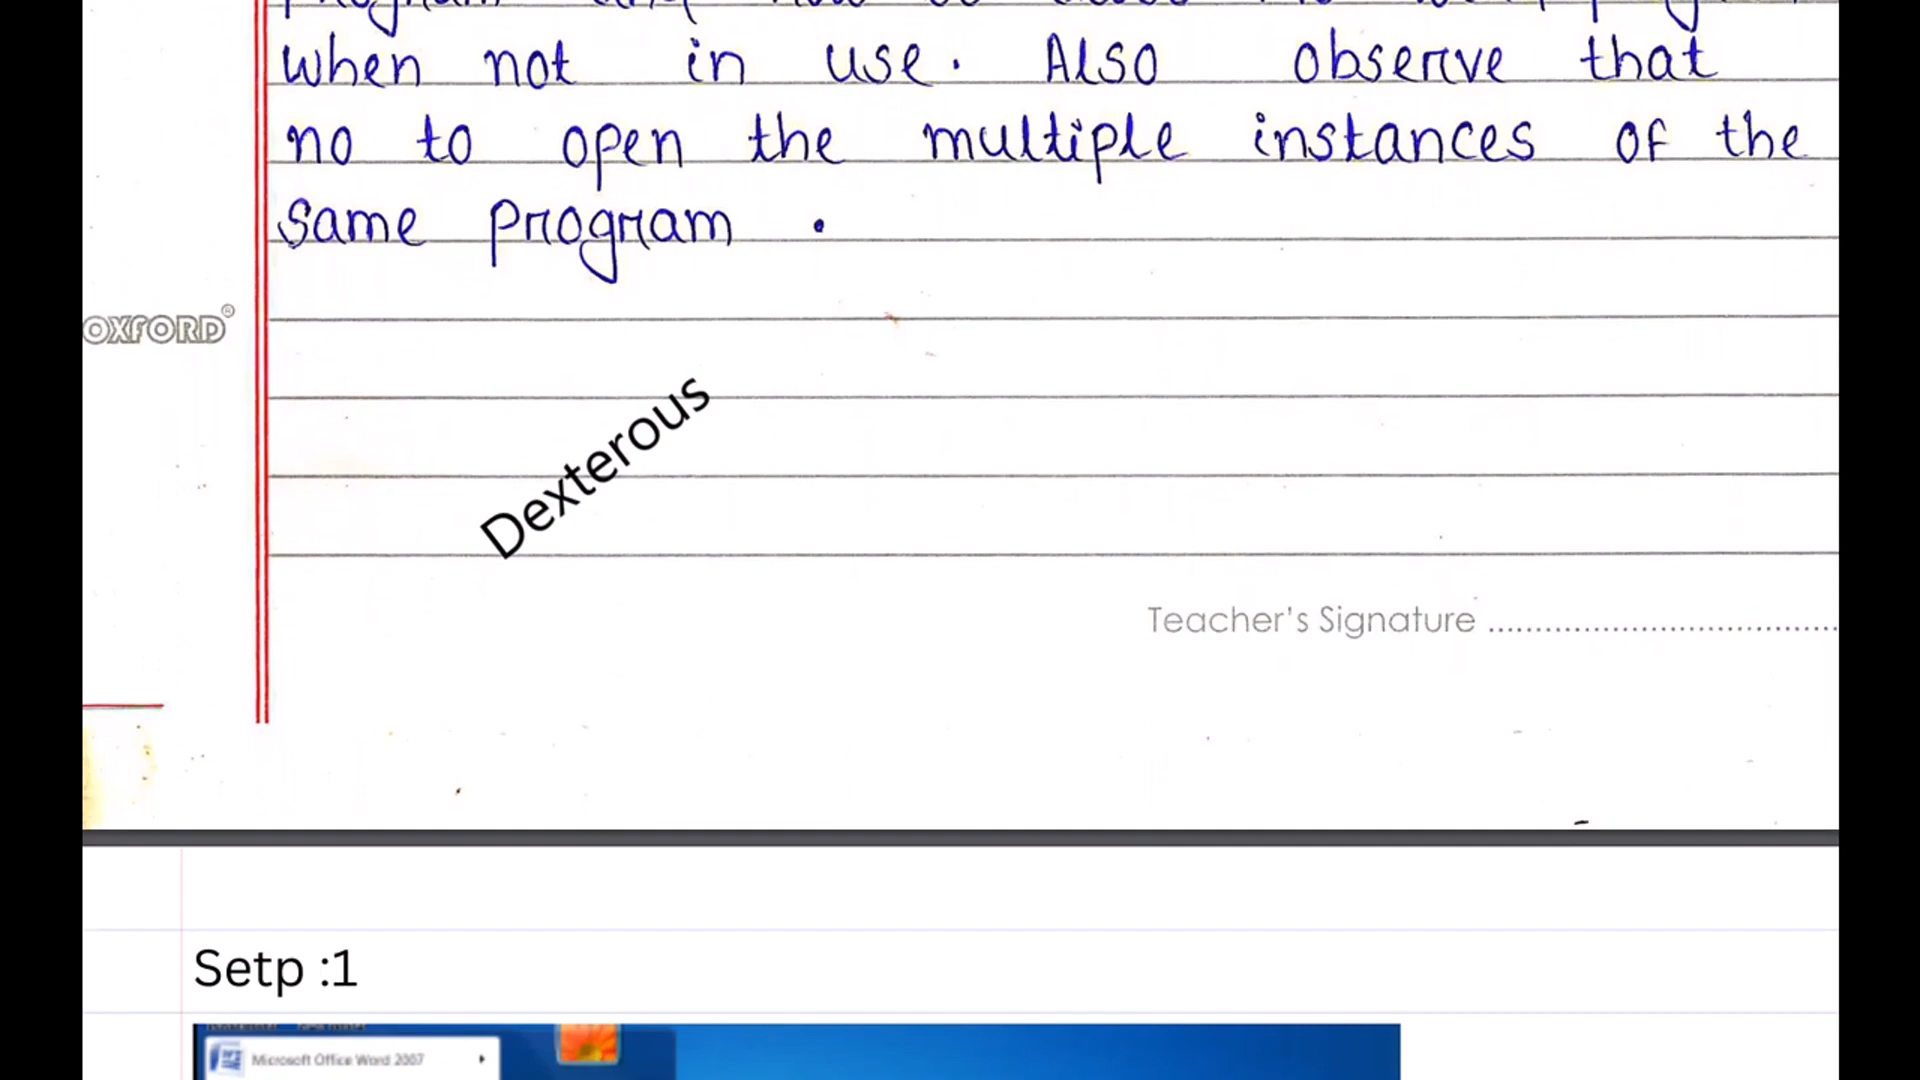 program
when not in use. Also observe that
no to open the multiple instances of the
same program .
OXFORD®
Dexterous
Teacher's Signature ........................................
Setp :1
Microsoft Office Word 2007